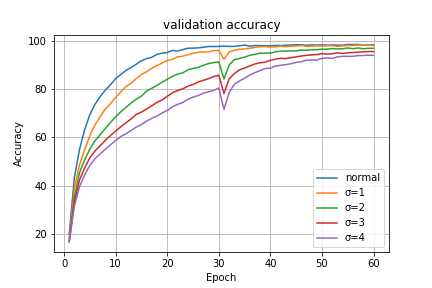 validation accuracy
100
80
60
40
20
Accuracy
0
10
20
30
40
50
60
Epoch
normal
σ=1
σ=2
σ=3
σ=4